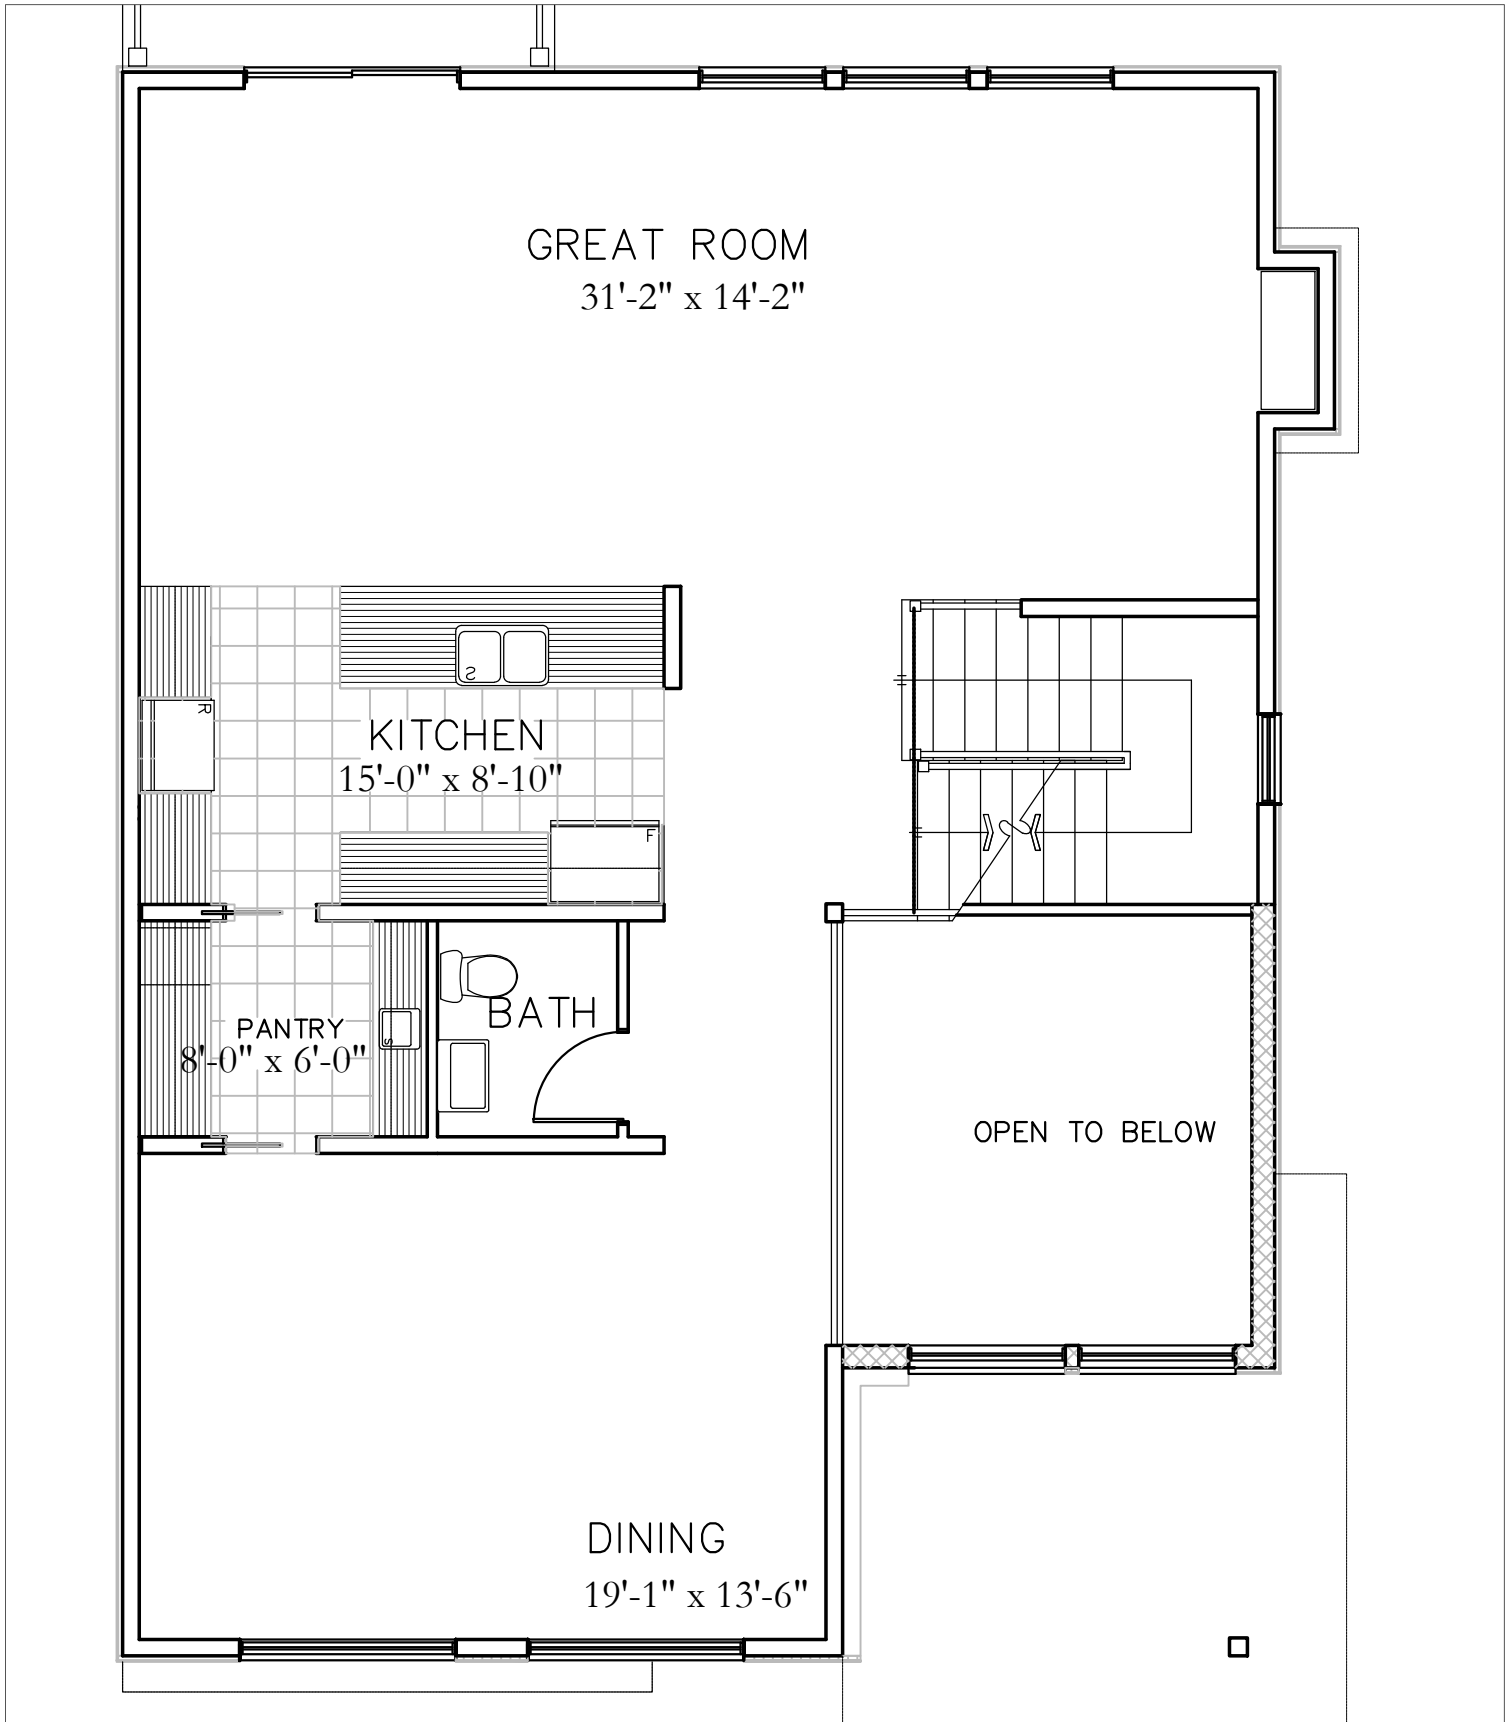 GREAT ROOM
31'-2" x 14'-2"
S
R
KITCHEN
15'-0" x 8'-10"
F
BATH
PANTRY
S
8'-0" x 6'-0"
OPEN TO BELOW
DINING
19'-1" x 13'-6"